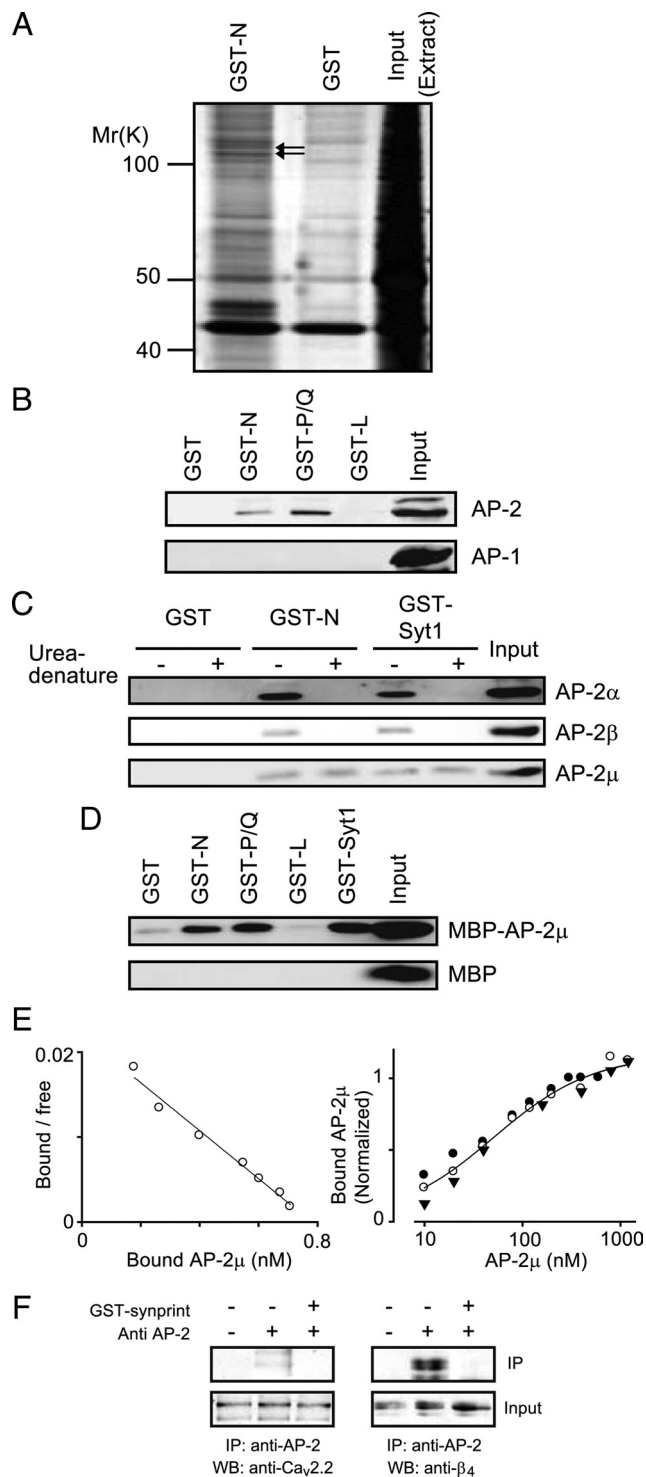 A
GST-N
GST
Input
(Extract)
Mr(K)
100
50
40
B
GST
GST-N
GST-P/Q
GST-L
Input
AP-2
AP-1
C
GST GST-N GST-
Syt1 Input
Urea-
denature - + - + - +
AP-2α
AP-2β
AP-2μ
D
GST
GST-N
GST-P/Q
GST-L
GST-Syt1
Input
MBP-AP-2μ
MBP
E
0.02
Bound / free
0
0 0.8
Bound AP-2μ (nM)
Bound AP-2μ
(Normalized)
1
0
10 100 1000
AP-2μ (nM)
F
GST-synprint - - + - - +
Anti AP-2 - + + - + +
IP
Input
IP: anti-AP-2 IP: anti-AP-2
WB: anti-CaV2.2 WB: anti-β4